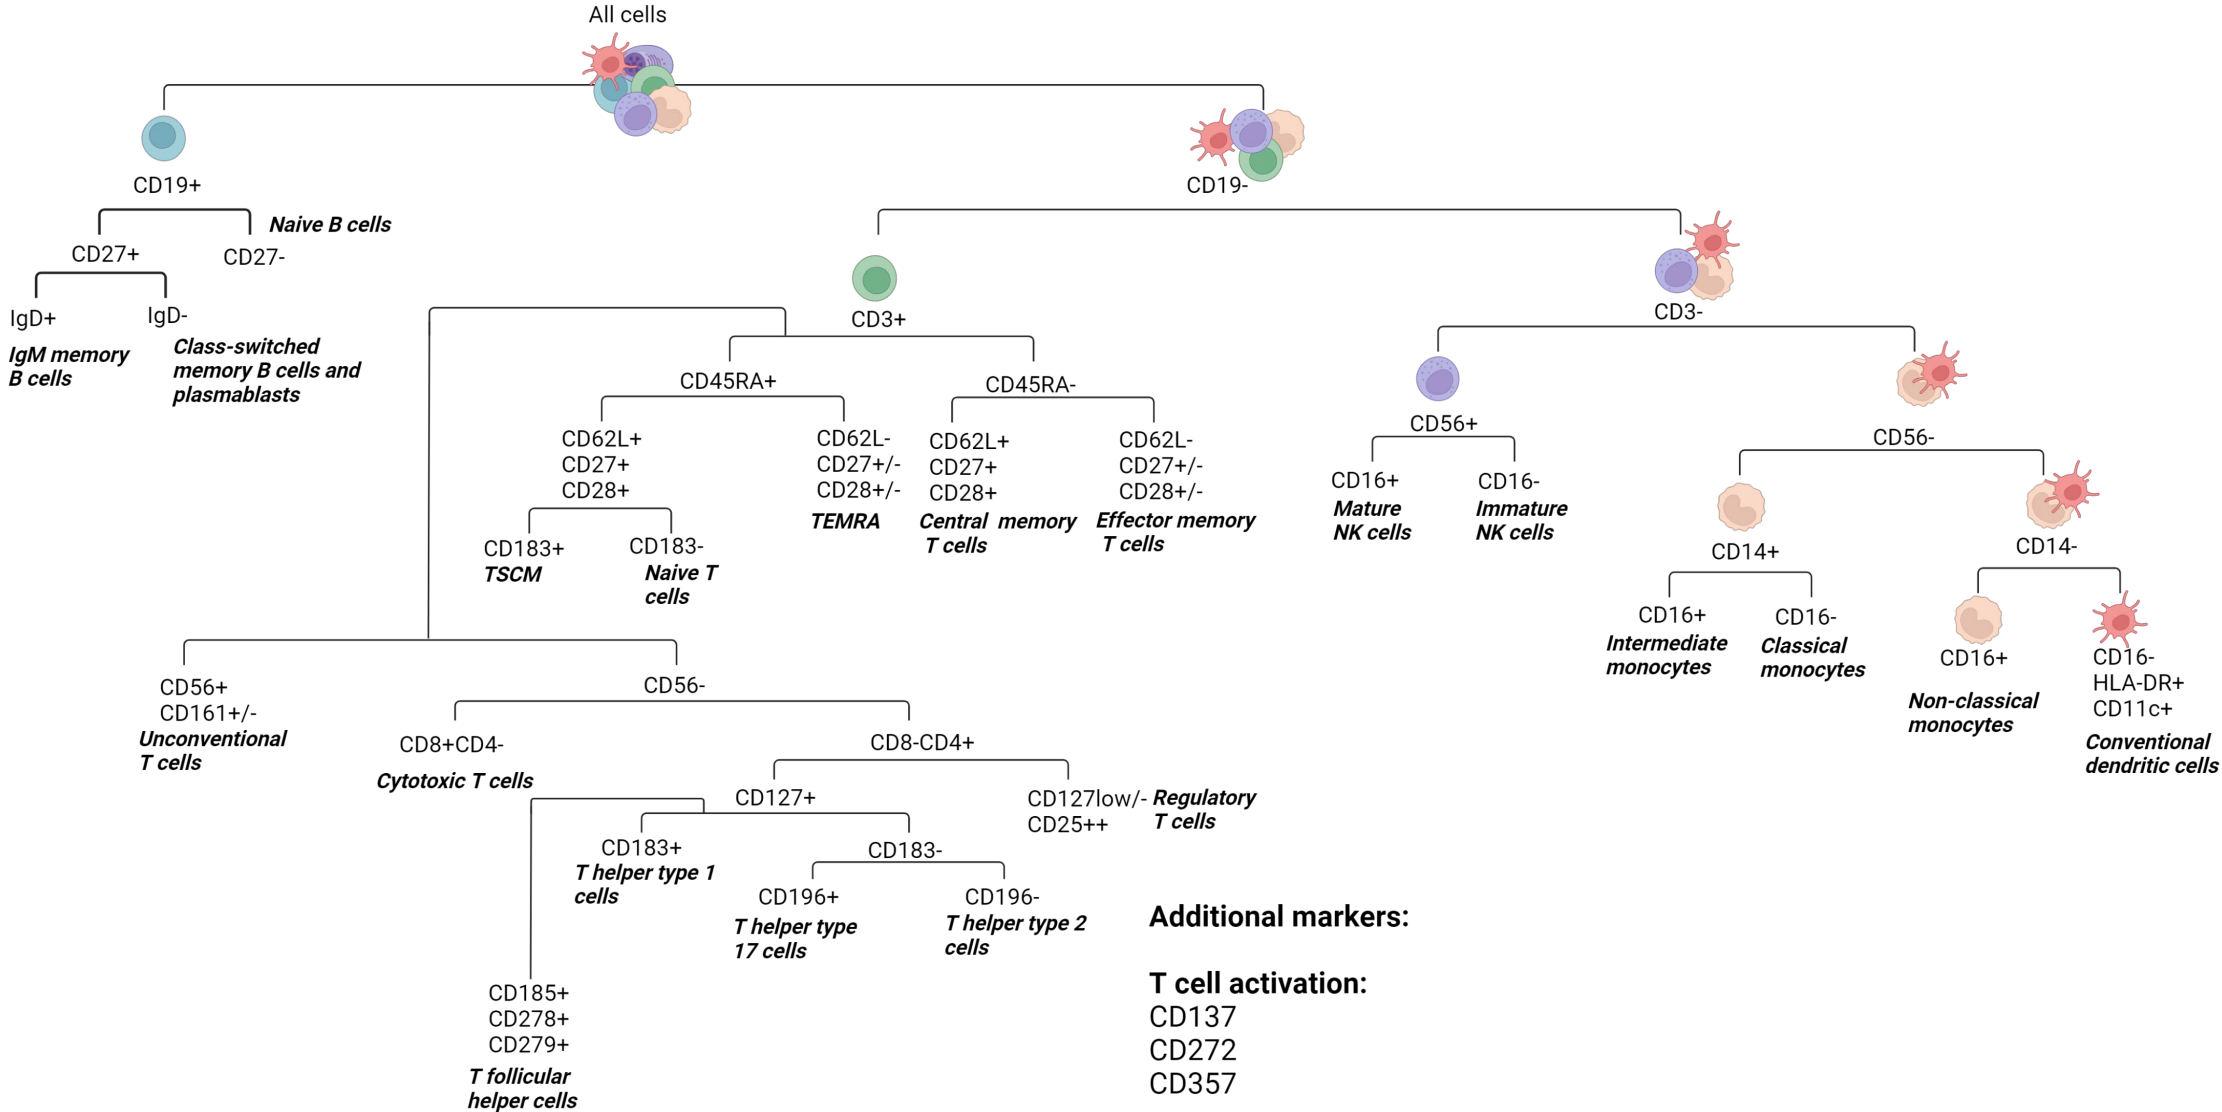 All cells
CD19+
CD19-
Naive B cells
CD27+
CD27-
IgD+
IgD-
IgM memory
B cells
Class-switched
memory B cells and
plasmablasts
CD3+
CD3-
CD45RA+
CD45RA-
CD62L+
CD27+
CD28+
CD62L-
CD27+/-
CD28+/-
TEMRA
CD62L+
CD27+
CD28+
Central memory
T cells
CD62L-
CD27+/-
CD28+/-
Effector memory
T cells
CD183+
TSCM
CD183-
Naive T
cells
CD56+
CD56-
CD16+
Mature
NK cells
CD16-
Immature
NK cells
CD14+
CD14-
CD16+
Intermediate
monocytes
CD16-
Classical
monocytes
CD16+
Non-classical
monocytes
CD16-
HLA-DR+
CD11c+
Conventional
dendritic cells
CD56+
CD161+/-
Unconventional
T cells
CD56-
CD8+CD4-
Cytotoxic T cells
CD8-CD4+
CD127+
CD127low/-
CD25++
Regulatory
T cells
CD183+
T helper type 1
cells
CD183-
CD196+
T helper type
17 cells
CD196-
T helper type 2
cells
CD185+
CD278+
CD279+
T follicular
helper cells
Additional markers:
T cell activation:
CD137
CD272
CD357